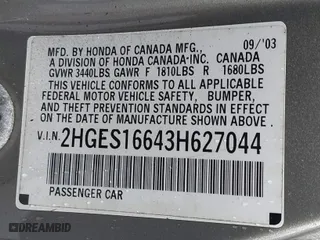 MFD. BY HONDA OF CANADA MFG., 09/'03
A DIVISION OF HONDA CANADA·INC. CANADA
GVWR 3440LBS GAWR F 1810LBS R 1680LBS
THIS VEHICLE CONFORMS TO ALL APPLICABLE
FEDERAL MOTOR VEHICLE SAFETY, BUMPER,
AND THEFT PREVENTION STANDARDS IN EFFECT
ON THE DATE OF MANUFACTURE SHOWN ABOVE.
V.I.N. 2HGES16643H627044
PASSENGER CAR
© DREAMBID